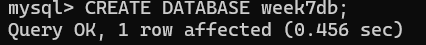 mysql> CREATE DATABASE week7db;
Query OK, 1 row affected (0.456 sec)